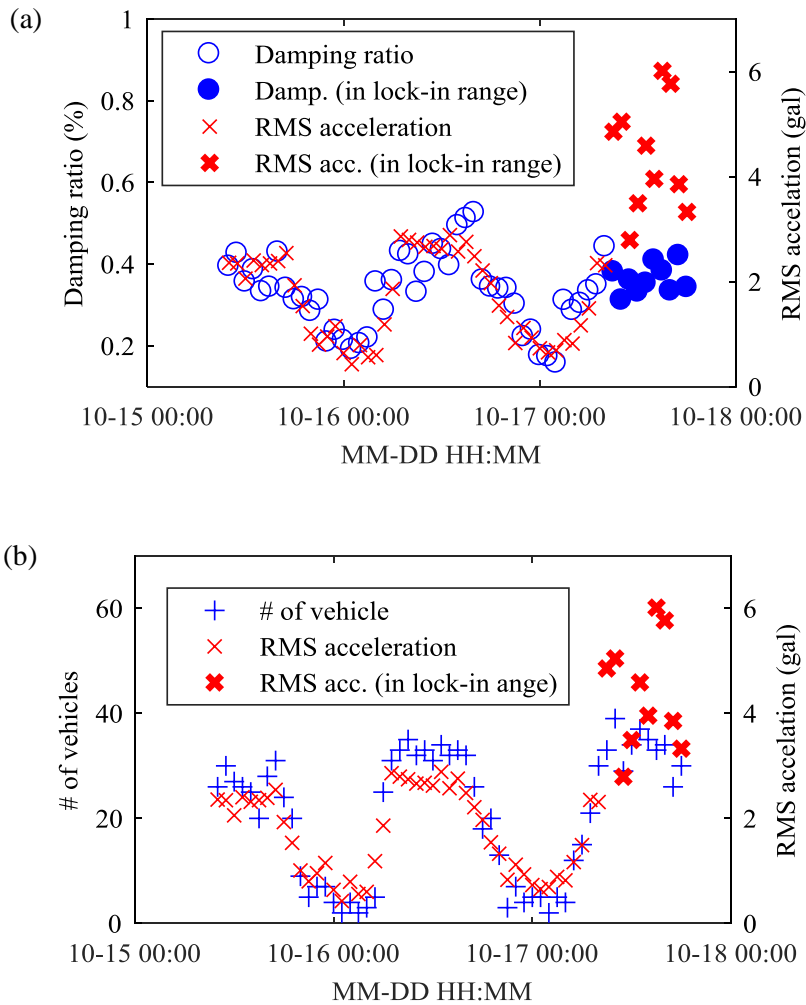 (a)
Damping ratio (%)
1
0.8
0.6
0.4
0.2
Damping ratio
Damp. (in lock-in range)
RMS acceleration
RMS acc. (in lock-in range)
6
4
2
0
RMS accelation (gal)
10-15 00:00 10-16 00:00 10-17 00:00 10-18 00:00
MM-DD HH:MM
(b)
# of vehicles
60
40
20
0
# of vehicle
RMS acceleration
RMS acc. (in lock-in ange)
6
4
2
0
RMS accelation (gal)
10-15 00:00 10-16 00:00 10-17 00:00 10-18 00:00
MM-DD HH:MM